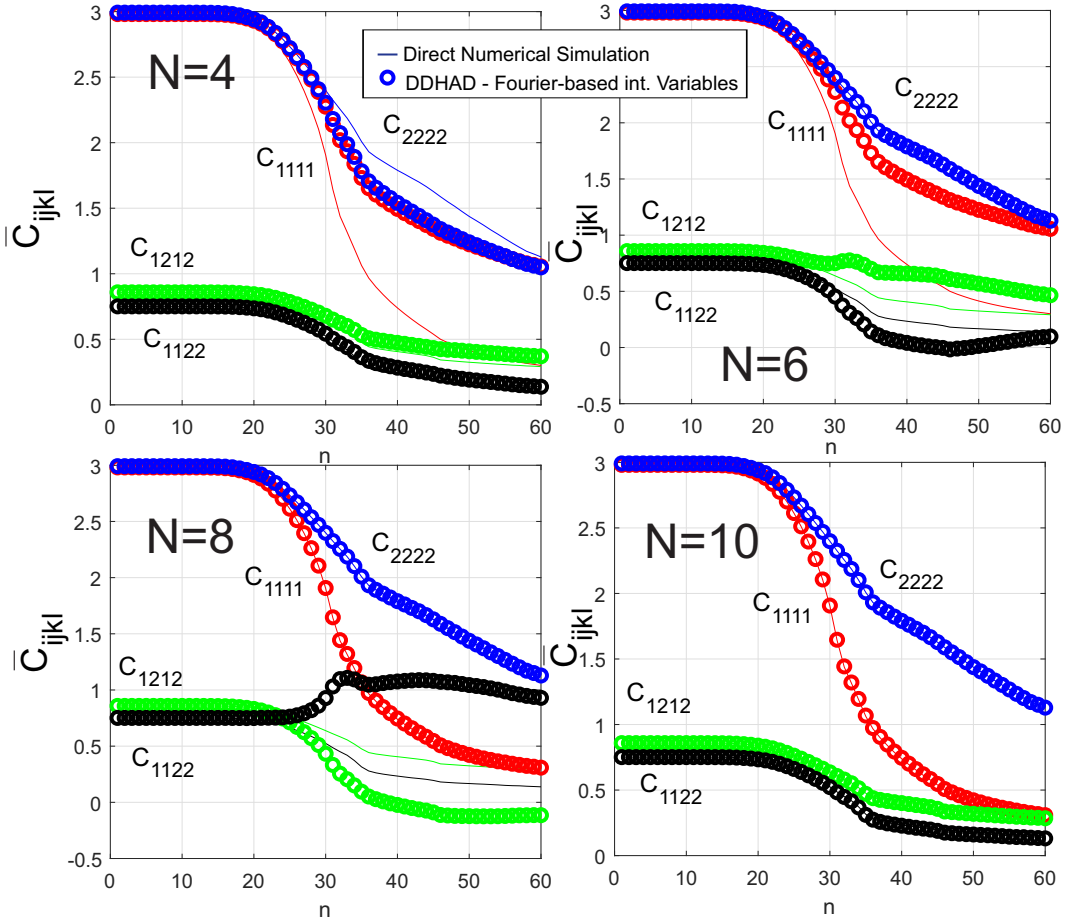 — Direct Numerical Simulation
o DDHAD - Fourier-based int. Variables
N=4
C̅ijkl
C2222
C1111
C1212
C1122
3
2.5
2
1.5
1
0.5
0
0 10 20 30 40 50 60
n
N=6
C̅ijkl
C2222
C1111
C1212
C1122
3
2.5
2
1.5
1
0.5
0
-0.5
0 10 20 30 40 50 60
n
N=8
C̅ijkl
C2222
C1111
C1212
C1122
3
2.5
2
1.5
1
0.5
0
-0.5
0 10 20 30 40 50 60
n
N=10
C̅ijkl
C2222
C1111
C1212
C1122
3
2.5
2
1.5
1
0.5
0
0 10 20 30 40 50 60
n